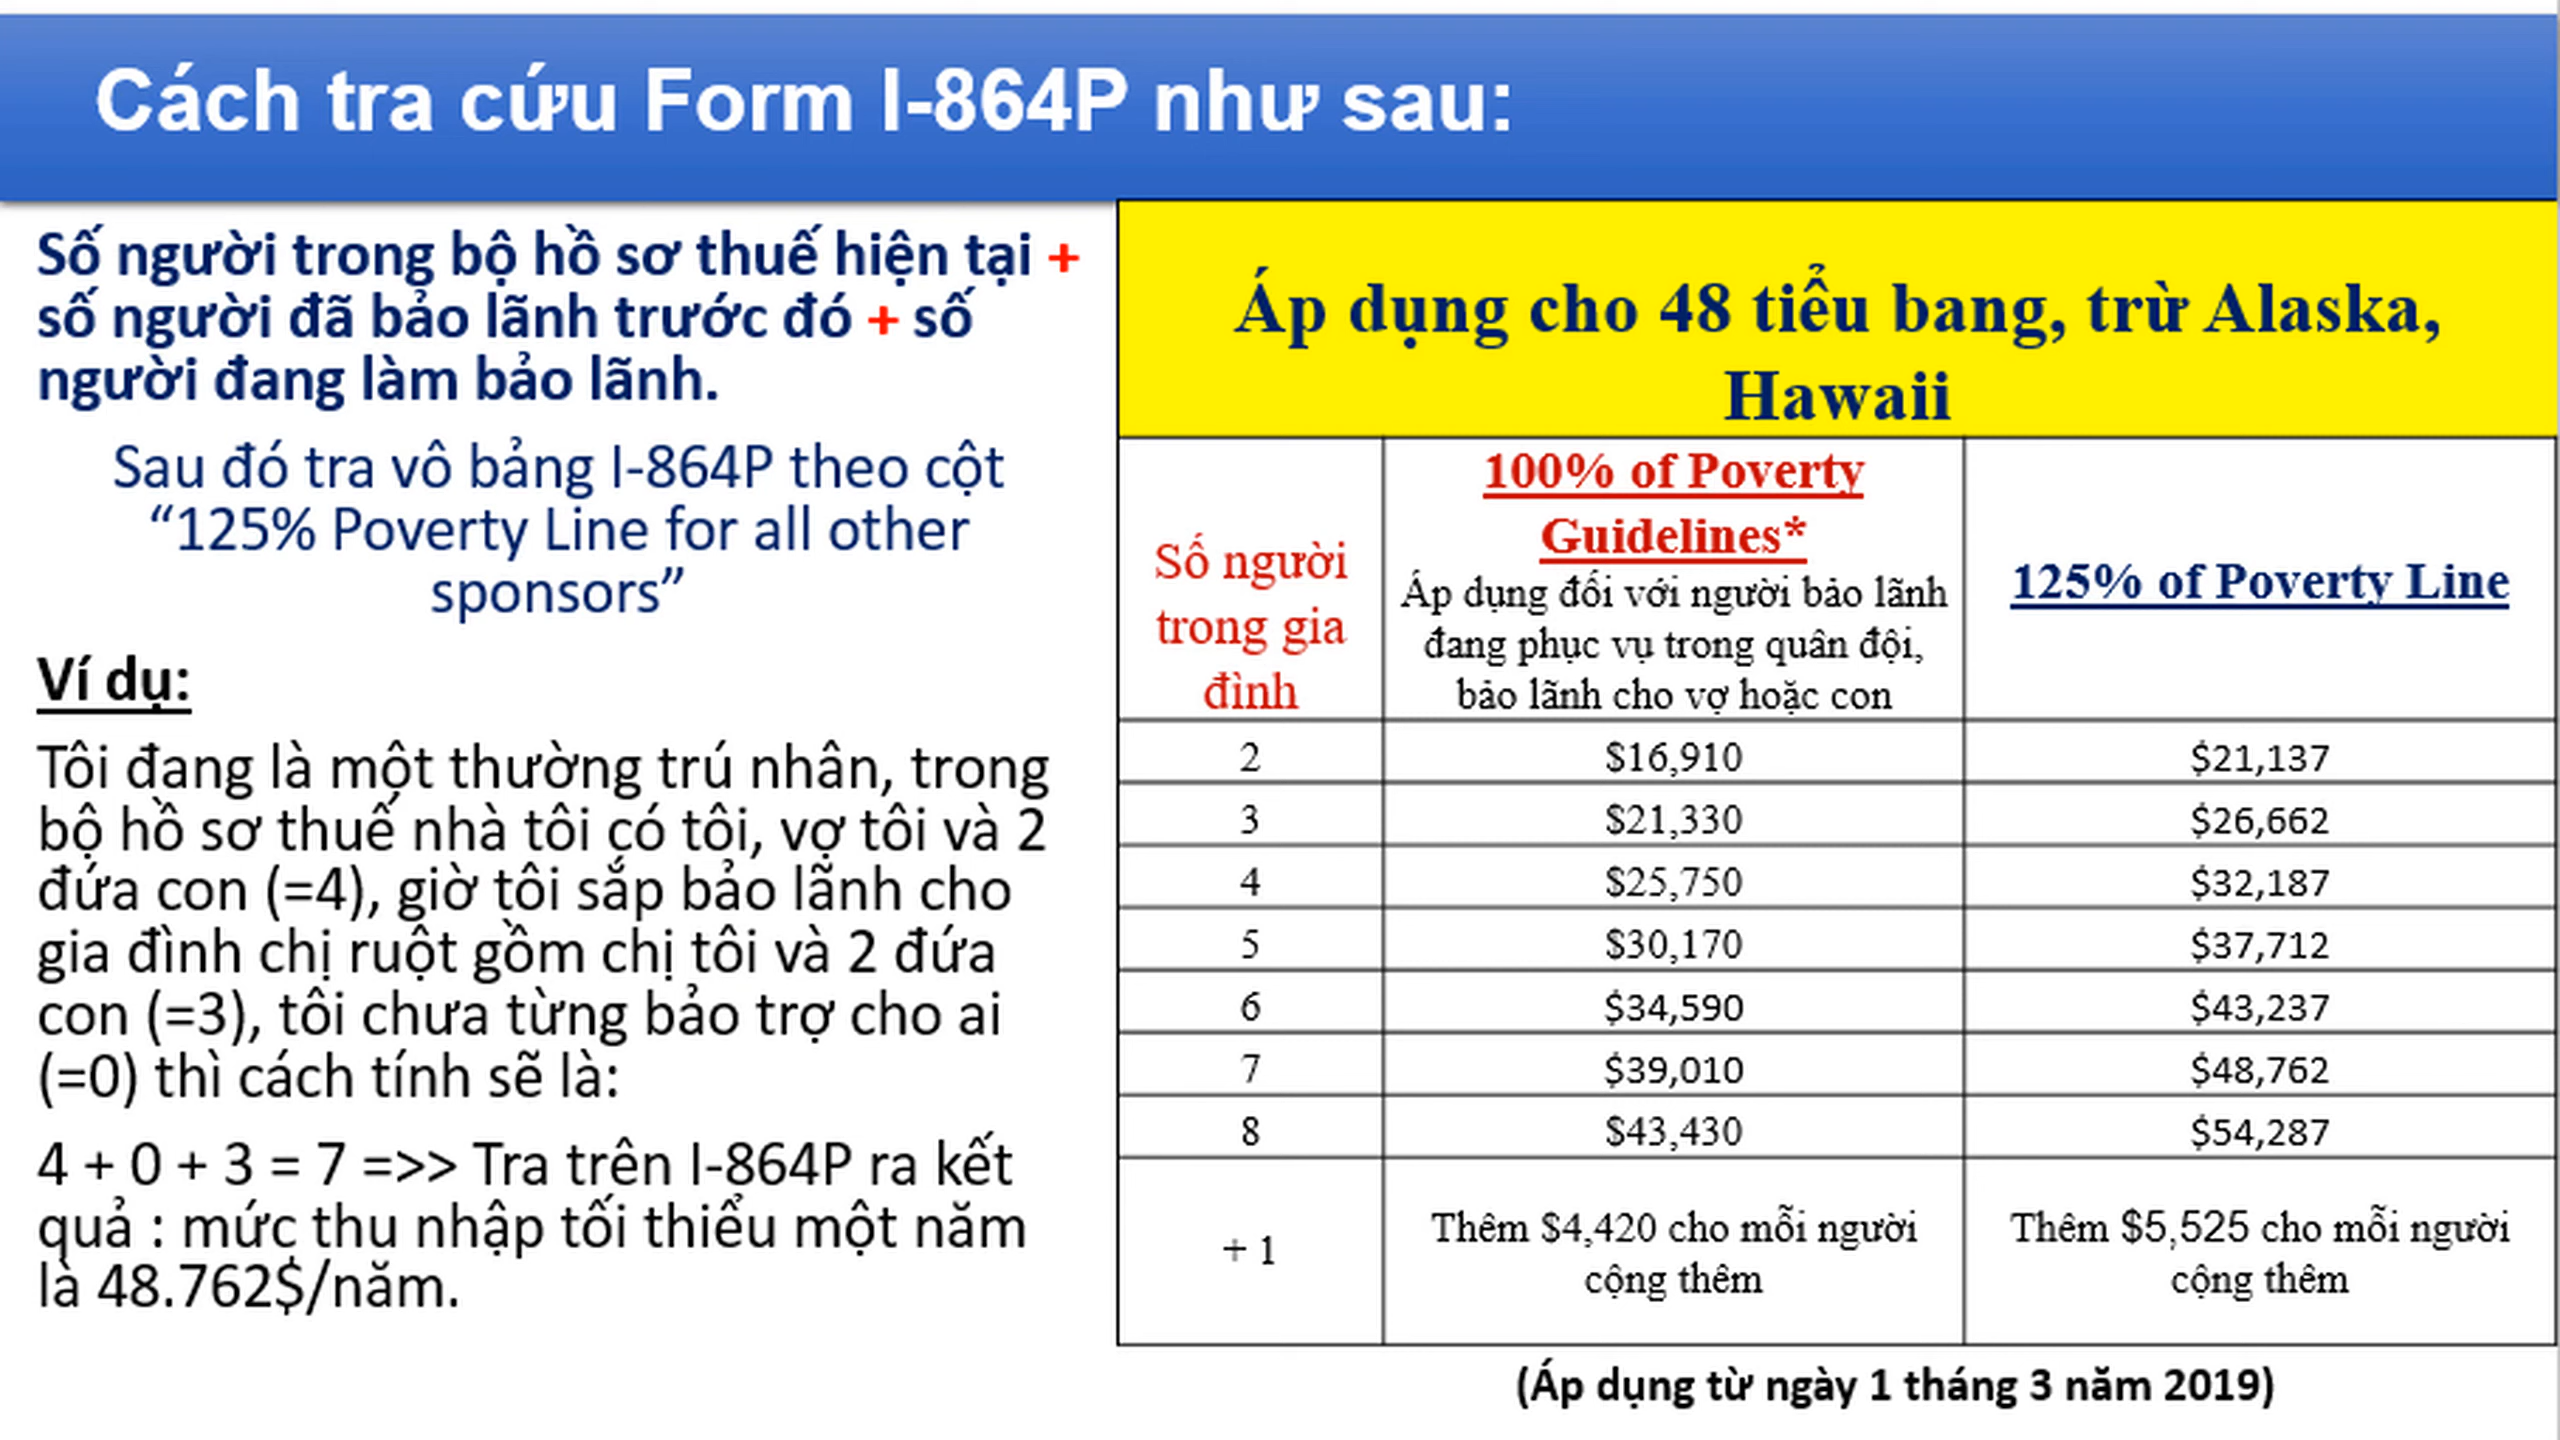 Cách tra cứu Form I-864P như sau:
Số người trong bộ hồ sơ thuế hiện tại +
số người đã bảo lãnh trước đó + số
người đang làm bảo lãnh.
Sau đó tra vô bảng I-864P theo cột
“125% Poverty Line for all other
sponsors”
Ví dụ:
Tôi đang là một thường trú nhân, trong
bộ hồ sơ thuế nhà tôi có tôi, vợ tôi và 2
đứa con (=4), giờ tôi sắp bảo lãnh cho
gia đình chị ruột gồm chị tôi và 2 đứa
con (=3), tôi chưa từng bảo trợ cho ai
(=0) thì cách tính sẽ là:
4 + 0 + 3 = 7 =>> Tra trên I-864P ra kết
quả : mức thu nhập tối thiểu một năm
là 48.762$/năm.
Áp dụng cho 48 tiểu bang, trừ Alaska,
Hawaii
Số người
trong gia
đình
100% of Poverty
Guidelines*
Áp dụng đối với người bảo lãnh
đang phục vụ trong quân đội,
bảo lãnh cho vợ hoặc con
125% of Poverty Line
2 $16,910 $21,137
3 $21,330 $26,662
4 $25,750 $32,187
5 $30,170 $37,712
6 $34,590 $43,237
7 $39,010 $48,762
8 $43,430 $54,287
+ 1
Thêm $4,420 cho mỗi người
cộng thêm
Thêm $5,525 cho mỗi người
cộng thêm
(Áp dụng từ ngày 1 tháng 3 năm 2019)